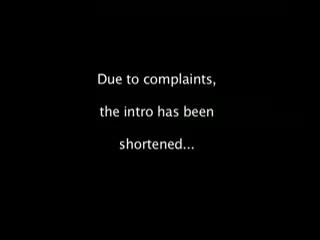 Due to complaints,
the intro has been
shortened...